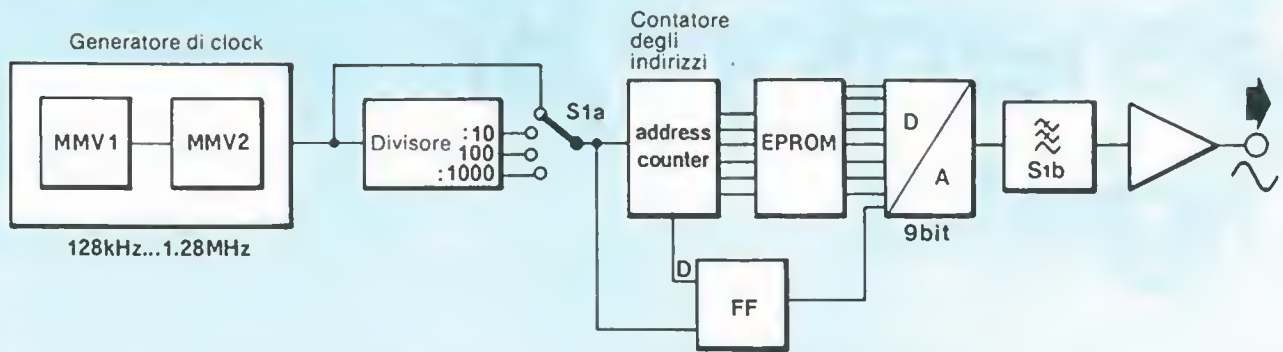 Generatore di clock
MMV1
MMV2
128kHz...1.28MHz
Divisore
:10
100
:1000
S1a
Contatore
degli
indirizzi
address
counter
EPROM
D
A
9bit
S1b
D
FF